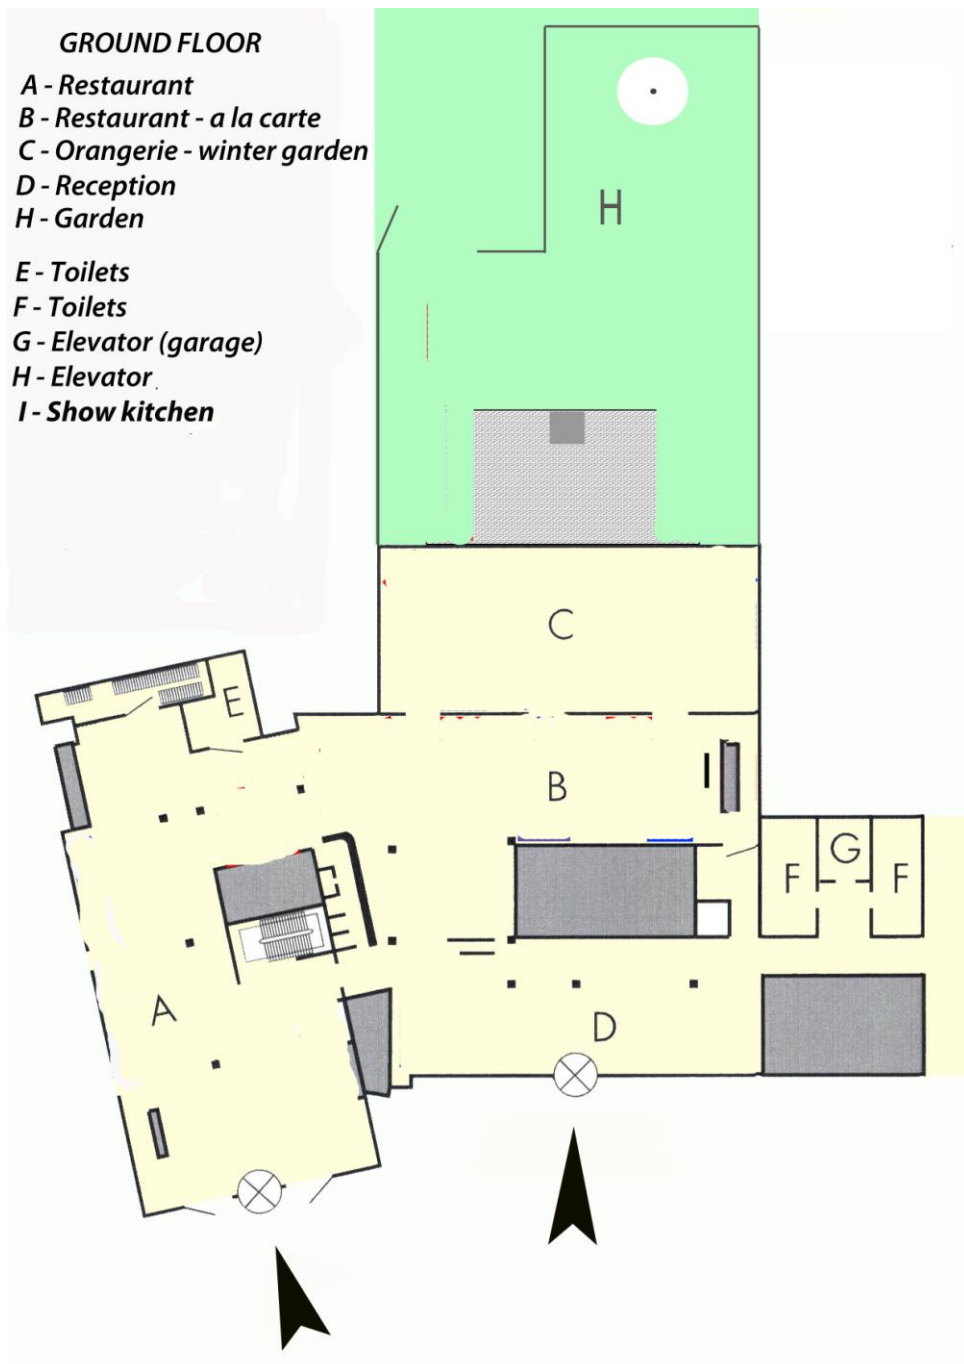 GROUND FLOOR
A - Restaurant
B - Restaurant - a la carte
C - Orangerie - winter garden
D - Reception
H - Garden
E - Toilets
F - Toilets
G - Elevator (garage)
H - Elevator
I - Show kitchen
H
C
E
B
G
F F
A
D